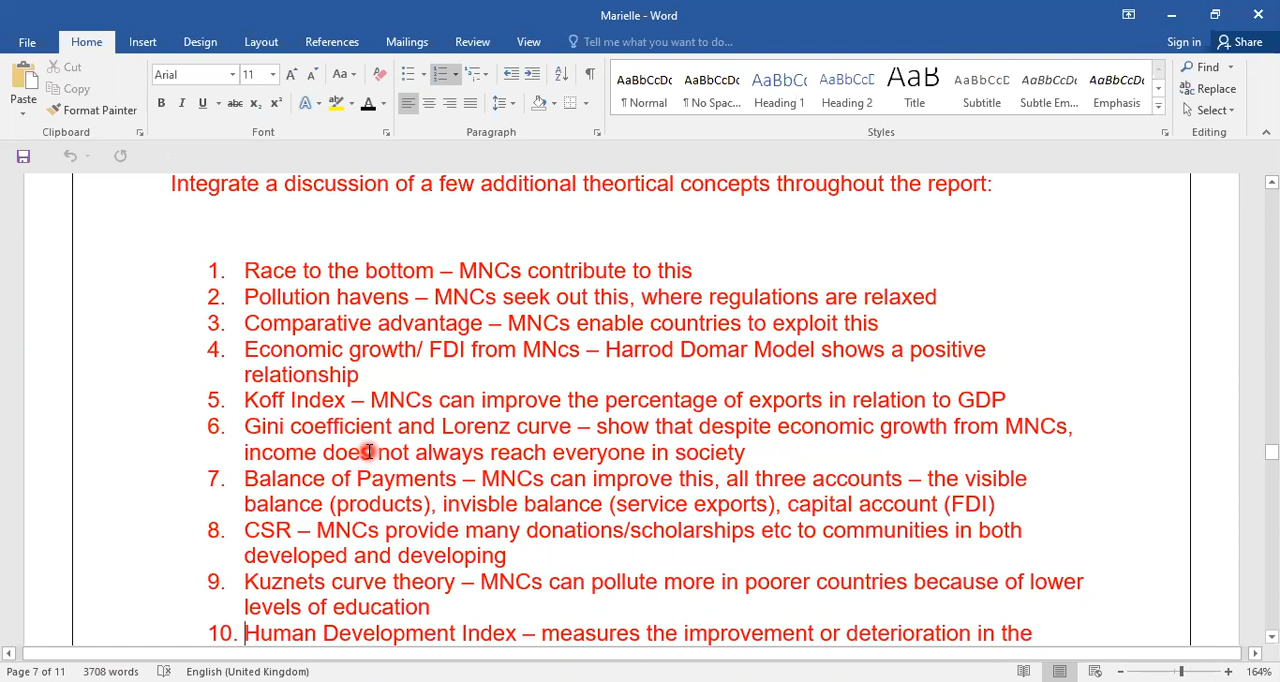 Marielle - Word
File Home Insert Design Layout References Mailings Review View Tell me what you want to do... Sign in Share
Cut
Copy
Format Painter
Paste
Clipboard
Arial 11
Font
Paragraph
AaBbCcDc AaBbCcDc AaBbCc AaBbCcC AaB AaBbCcC AaBbCcDc AaBbCcDc
¶ Normal ¶ No Spac... Heading 1 Heading 2 Title Subtitle Subtle Em... Emphasis
Styles
Find
Replace
Select
Editing
Integrate a discussion of a few additional theortical concepts throughout the report:
1. Race to the bottom – MNCs contribute to this
2. Pollution havens – MNCs seek out this, where regulations are relaxed
3. Comparative advantage – MNCs enable countries to exploit this
4. Economic growth/ FDI from MNcs – Harrod Domar Model shows a positive
relationship
5. Koff Index – MNCs can improve the percentage of exports in relation to GDP
6. Gini coefficient and Lorenz curve – show that despite economic growth from MNCs,
income does not always reach everyone in society
7. Balance of Payments – MNCs can improve this, all three accounts – the visible
balance (products), invisble balance (service exports), capital account (FDI)
8. CSR – MNCs provide many donations/scholarships etc to communities in both
developed and developing
9. Kuznets curve theory – MNCs can pollute more in poorer countries because of lower
levels of education
10. Human Development Index – measures the improvement or deterioration in the
Page 7 of 11 3708 words English (United Kingdom) 164%